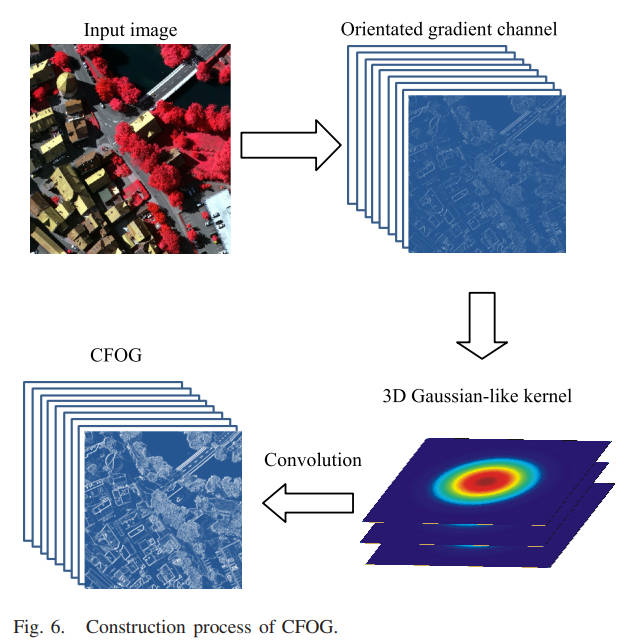 Input image
Orientated gradient channel
CFOG
3D Gaussian-like kernel
Convolution
Fig. 6. Construction process of CFOG.